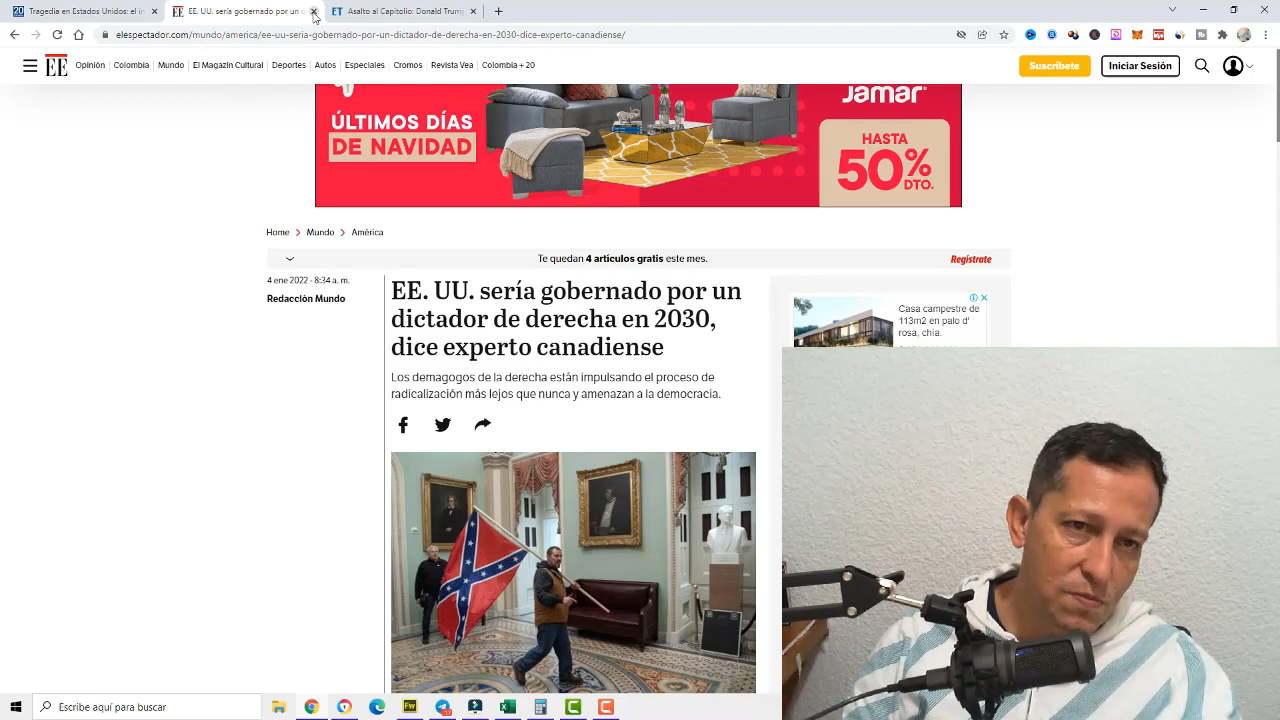 20 Tragedia en Estados Unidos: el in
EE. UU. sería gobernado por un d
ET Asalto al Capitolio: Donald Trump
elespectador.com/mundo/america/ee-uu-seria-gobernado-por-un-dictador-de-derecha-en-2030-dice-experto-canadiense/
EE Opinión Colombia Mundo El Magazín Cultural Deportes Autos Especiales Cromos Revista Vea Colombia + 20 Suscríbete Iniciar Sesión
ÚLTIMOS DÍAS
DE NAVIDAD
Jamar
HASTA
50%
DTO.
Home Mundo América
Te quedan 4 artículos gratis este mes. Regístrate
4 ene 2022 - 8:34 a. m.
Redacción Mundo
EE. UU. sería gobernado por un
dictador de derecha en 2030,
dice experto canadiense
Los demagogos de la derecha están impulsando el proceso de
radicalización más lejos que nunca y amenazan a la democracia.
Casa campestre de
113m2 en palo d'
rosa, chía.
Escribe aquí para buscar
Fw